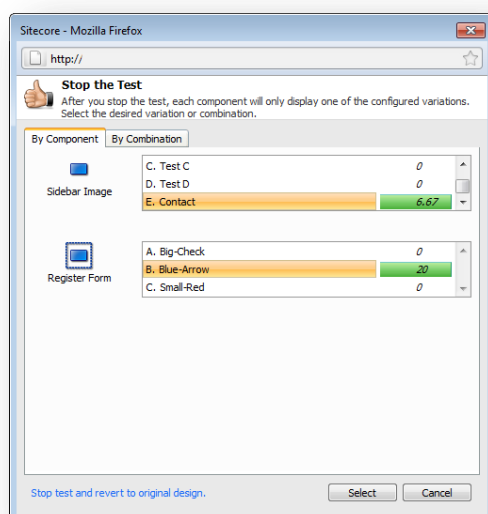 Sitecore - Mozilla Firefox
http://
Stop the Test
After you stop the test, each component will only display one of the configured variations.
Select the desired variation or combination.
By Component By Combination
Sidebar Image
C. Test C 0
D. Test D 0
E. Contact 6.67
Register Form
A. Big-Check 0
B. Blue-Arrow 20
C. Small-Red 0
Stop test and revert to original design. Select Cancel